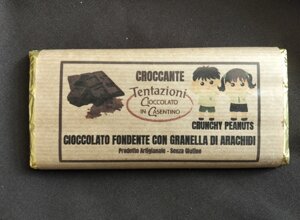 CROCCANTE
Tentazioni
CIOCCOLATO
IN CASENTINO
CRUNCHY PEANUTS
CIOCCOLATO FONDENTE CON GRANELLA DI ARACHIDI
Prodotto Artigianale - Senza Glutine